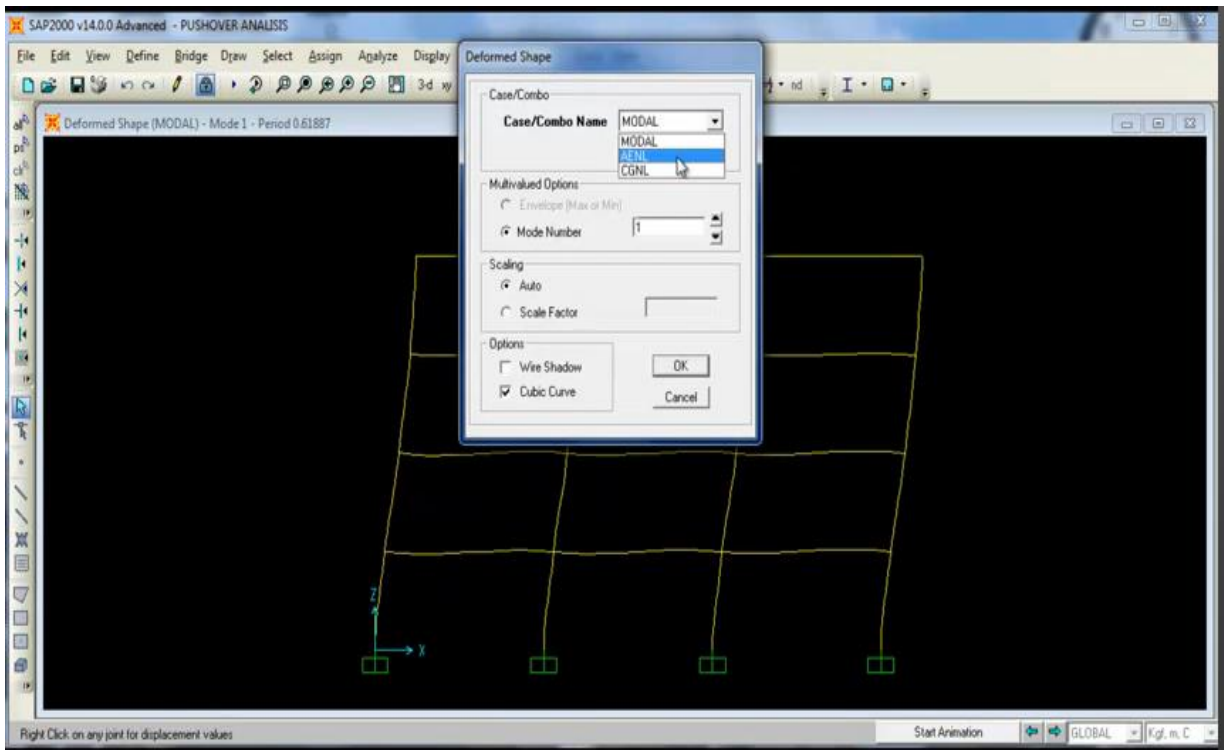 SAP2000 v14.0.0 Advanced - PUSHOVER ANALISIS
File Edit View Define Bridge Draw Select Assign Analyze Display
3-d xy
nd
Deformed Shape (MODAL) - Mode 1 - Period 0.61887
Deformed Shape
Case/Combo
Case/Combo Name MODAL
MODAL
AENL
CGNL
Multivalued Options
Envelope (Max or Min)
Mode Number 1
Scaling
Auto
Scale Factor
Options
Wire Shadow
Cubic Curve
OK
Cancel
Z
X
Right Click on any joint for displacement values
Start Animation
GLOBAL
Kgf, m, C